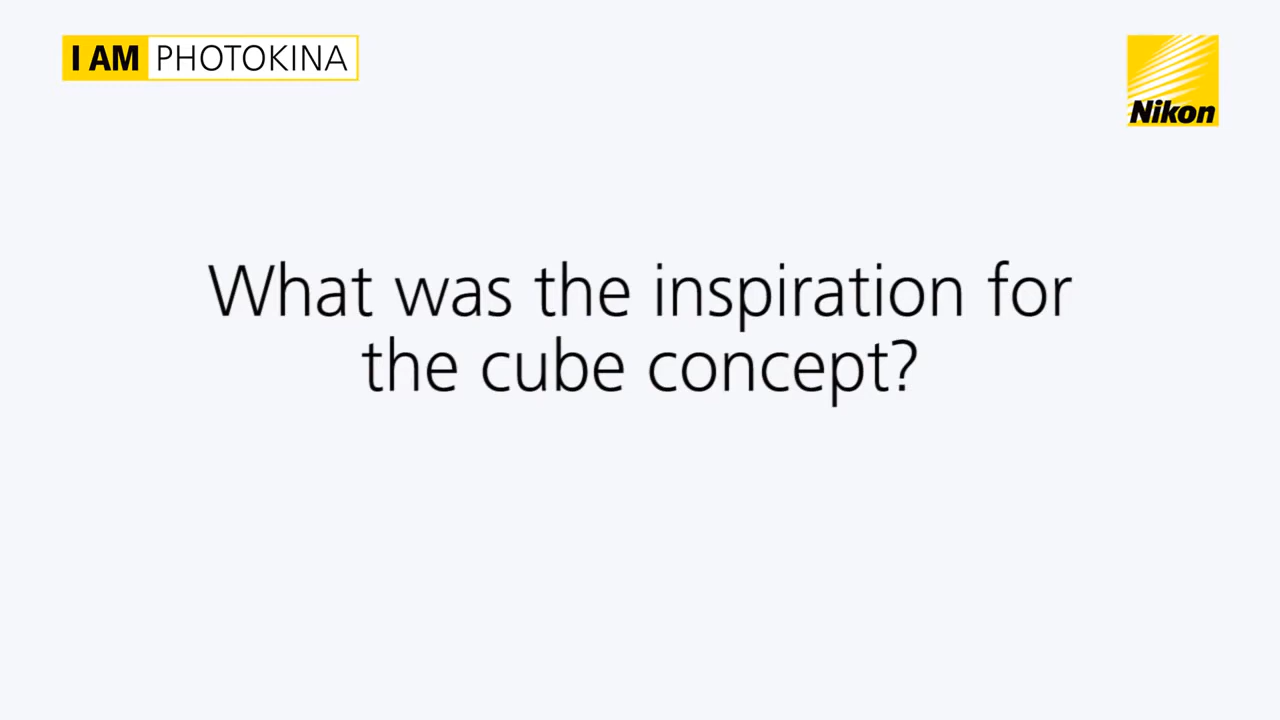 I AM PHOTOKINA
Nikon
What was the inspiration for
the cube concept?